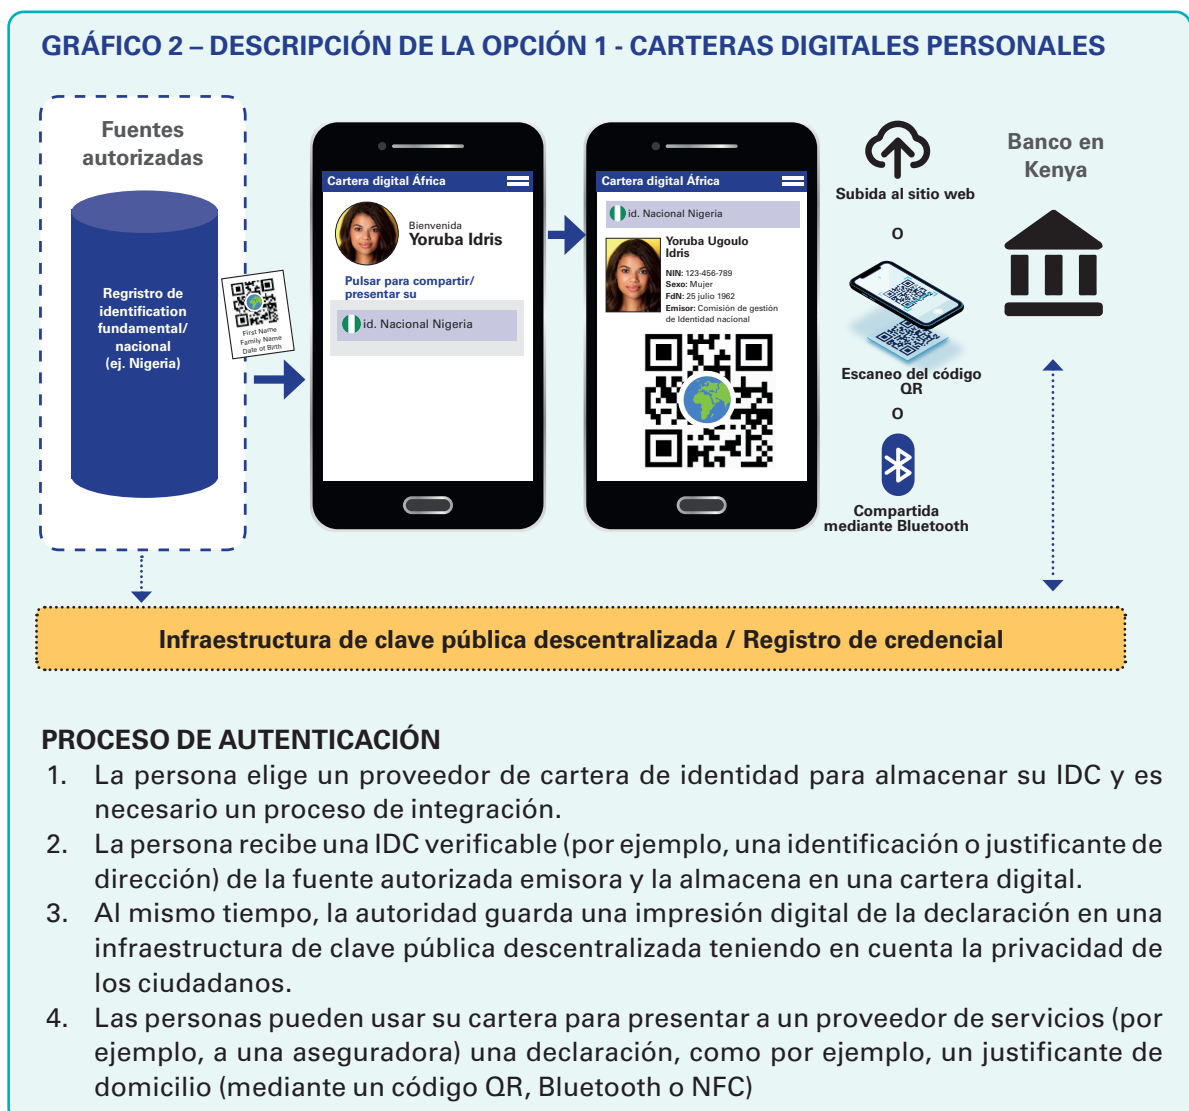 GRÁFICO 2 – DESCRIPCIÓN DE LA OPCIÓN 1 - CARTERAS DIGITALES PERSONALES
Fuentes
autorizadas
Regristro de
identification
fundamental/
nacional
(ej. Nigeria)
First Name
Family Name
Date of Birth
Cartera digital África
Bienvenida
Yoruba Idris
Pulsar para compartir/
presentar su
id. Nacional Nigeria
Cartera digital África
id. Nacional Nigeria
Yoruba Ugoulo
Idris
NIN: 123-456-789
Sexo: Mujer
FdN: 25 julio 1962
Emisor: Comisión de gestión
de Identidad nacional
Subida al sitio web
O
Escaneo del código
QR
O
Compartida
mediante Bluetooth
Banco en
Kenya
Infraestructura de clave pública descentralizada / Registro de credencial
PROCESO DE AUTENTICACIÓN
1. La persona elige un proveedor de cartera de identidad para almacenar su IDC y es
necesario un proceso de integración.
2. La persona recibe una IDC verificable (por ejemplo, una identificación o justificante de
dirección) de la fuente autorizada emisora y la almacena en una cartera digital.
3. Al mismo tiempo, la autoridad guarda una impresión digital de la declaración en una
infraestructura de clave pública descentralizada teniendo en cuenta la privacidad de
los ciudadanos.
4. Las personas pueden usar su cartera para presentar a un proveedor de servicios (por
ejemplo, a una aseguradora) una declaración, como por ejemplo, un justificante de
domicilio (mediante un código QR, Bluetooth o NFC)